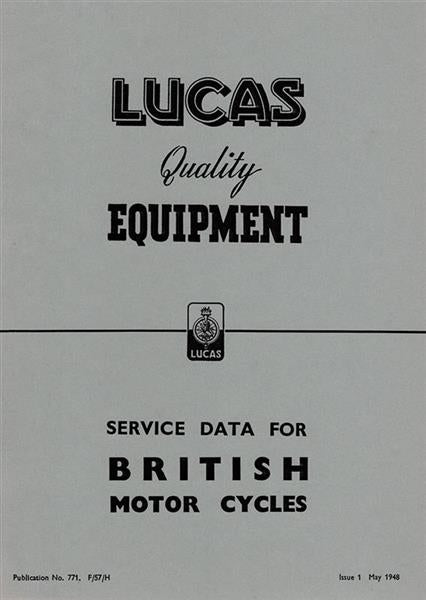 LUCAS
Quality
EQUIPMENT
LUCAS
SERVICE DATA FOR
BRITISH
MOTOR CYCLES
Publication No. 771, F/57/H
Issue 1 May 1948